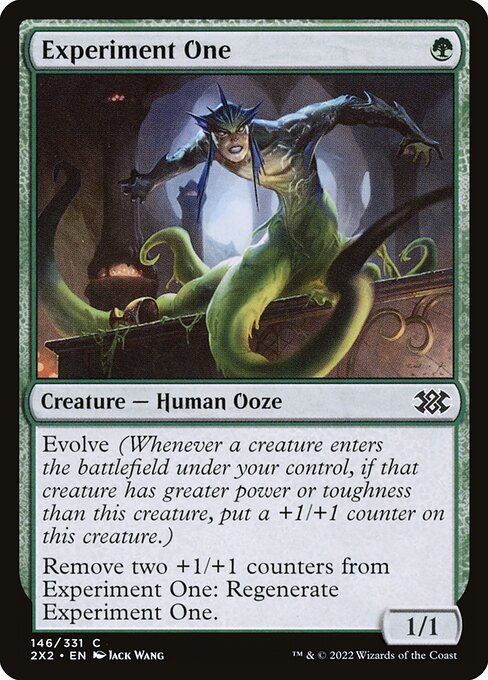 Experiment One
Creature — Human Ooze
Evolve (Whenever a creature enters
the battlefield under your control, if that
creature has greater power or toughness
than this creature, put a +1/+1 counter on
this creature.)
Remove two +1/+1 counters from
Experiment One: Regenerate
Experiment One.
1/1
146/331 C
2X2 • EN Jack Wang
™ & © 2022 Wizards of the Coast